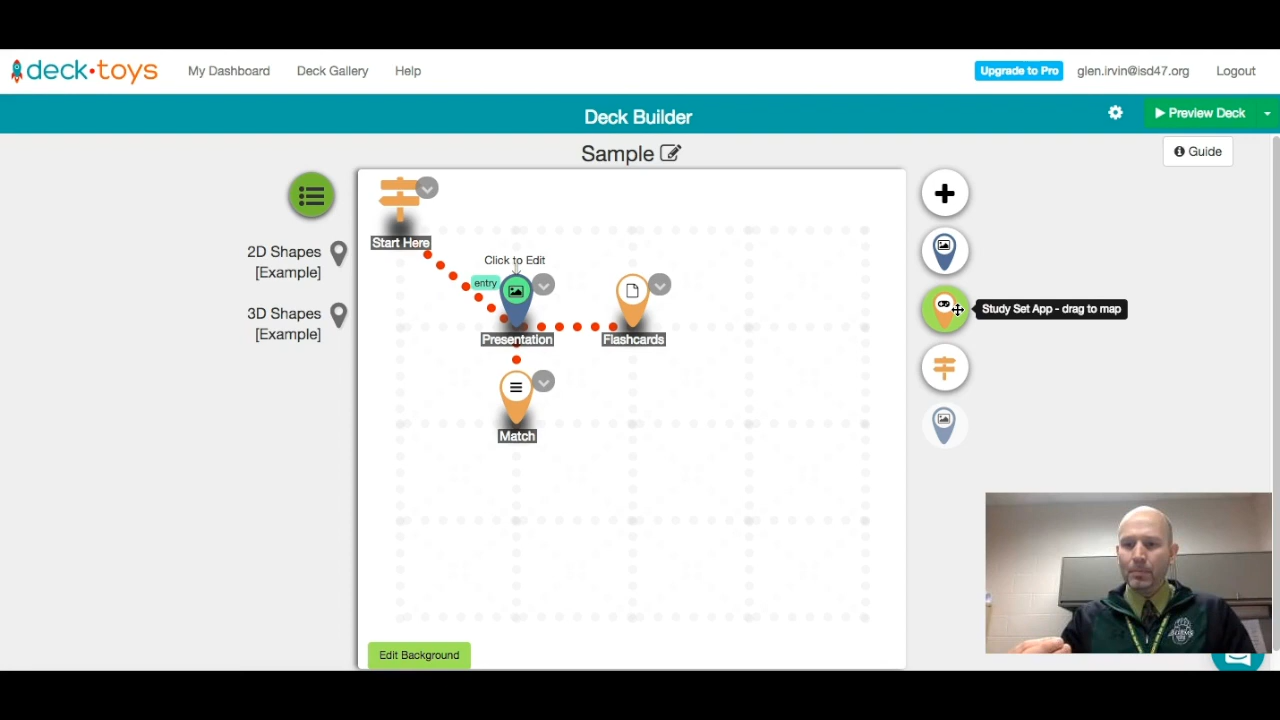 deck•toys
My Dashboard
Deck Gallery
Help
Upgrade to Pro
glen.irvin@isd47.org
Logout
Deck Builder
Preview Deck
Sample
Guide
Start Here
2D Shapes
[Example]
3D Shapes
[Example]
Click to Edit
entry
Presentation
Flashcards
Match
Study Set App - drag to map
Edit Background